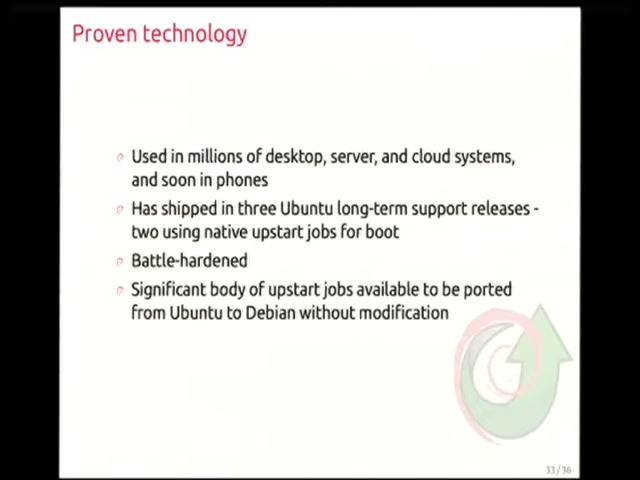 Proven technology
Used in millions of desktop, server, and cloud systems,
and soon in phones
Has shipped in three Ubuntu long-term support releases -
two using native upstart jobs for boot
Battle-hardened
Significant body of upstart jobs available to be ported
from Ubuntu to Debian without modification
33/36